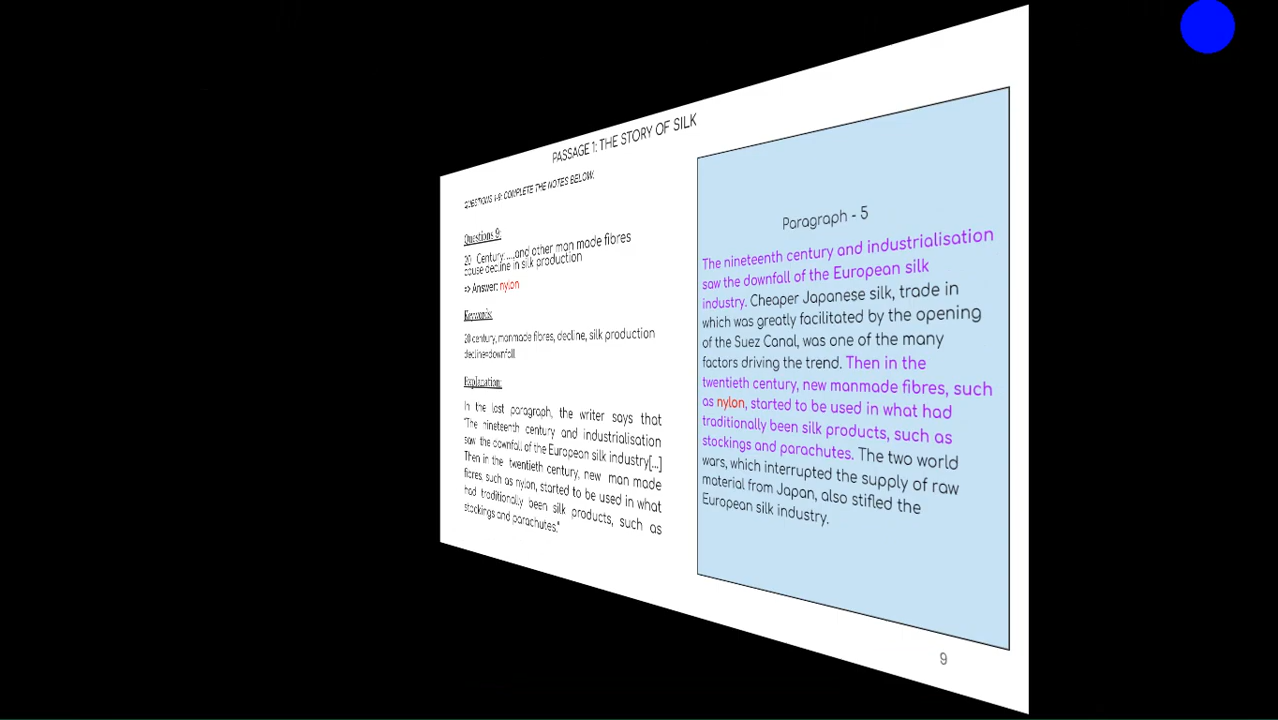 PASSAGE 1: THE STORY OF SILK
QUESTIONS 1-9: COMPLETE THE NOTES BELOW.
Questions 9:
20 Century:....and other man made fibres
cause decline in silk production
=> Answer: nylon
Keywords:
20 century, manmade fibres, decline, silk production
decline=downfall
Explanation:
In the last paragraph, the writer says that
"The nineteenth century and industrialisation
saw the downfall of the European silk industry[...]
Then in the twentieth century, new man made
fibres, such as nylon, started to be used in what
had traditionally been silk products, such as
stockings and parachutes."
Paragraph - 5
The nineteenth century and industrialisation
saw the downfall of the European silk
industry. Cheaper Japanese silk, trade in
which was greatly facilitated by the opening
of the Suez Canal, was one of the many
factors driving the trend. Then in the
twentieth century, new manmade fibres, such
as nylon, started to be used in what had
traditionally been silk products, such as
stockings and parachutes. The two world
wars, which interrupted the supply of raw
material from Japan, also stifled the
European silk industry.
9